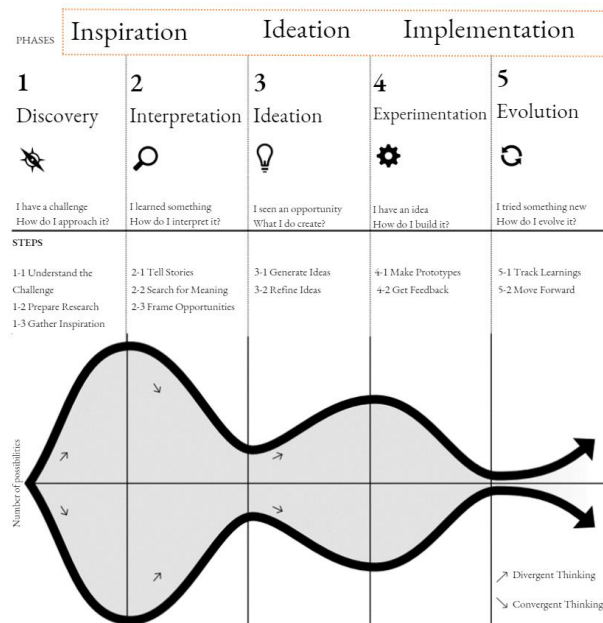 PHASES
Inspiration
Ideation
Implementation
1
Discovery
I have a challenge
How do I approach it?
2
Interpretation
I learned something
How do I interpret it?
3
Ideation
I seen an opportunity
What I do create?
4
Experimentation
I have an idea
How do I build it?
5
Evolution
I tried something new
How do I evolve it?
STEPS
1-1 Understand the
Challenge
1-2 Prepare Research
1-3 Gather Inspiration
2-1 Tell Stories
2-2 Search for Meaning
2-3 Frame Opportunities
3-1 Generate Ideas
3-2 Refine Ideas
4-1 Make Prototypes
4-2 Get Feedback
5-1 Track Learnings
5-2 Move Forward
Number of possibilities
Divergent Thinking
Convergent Thinking